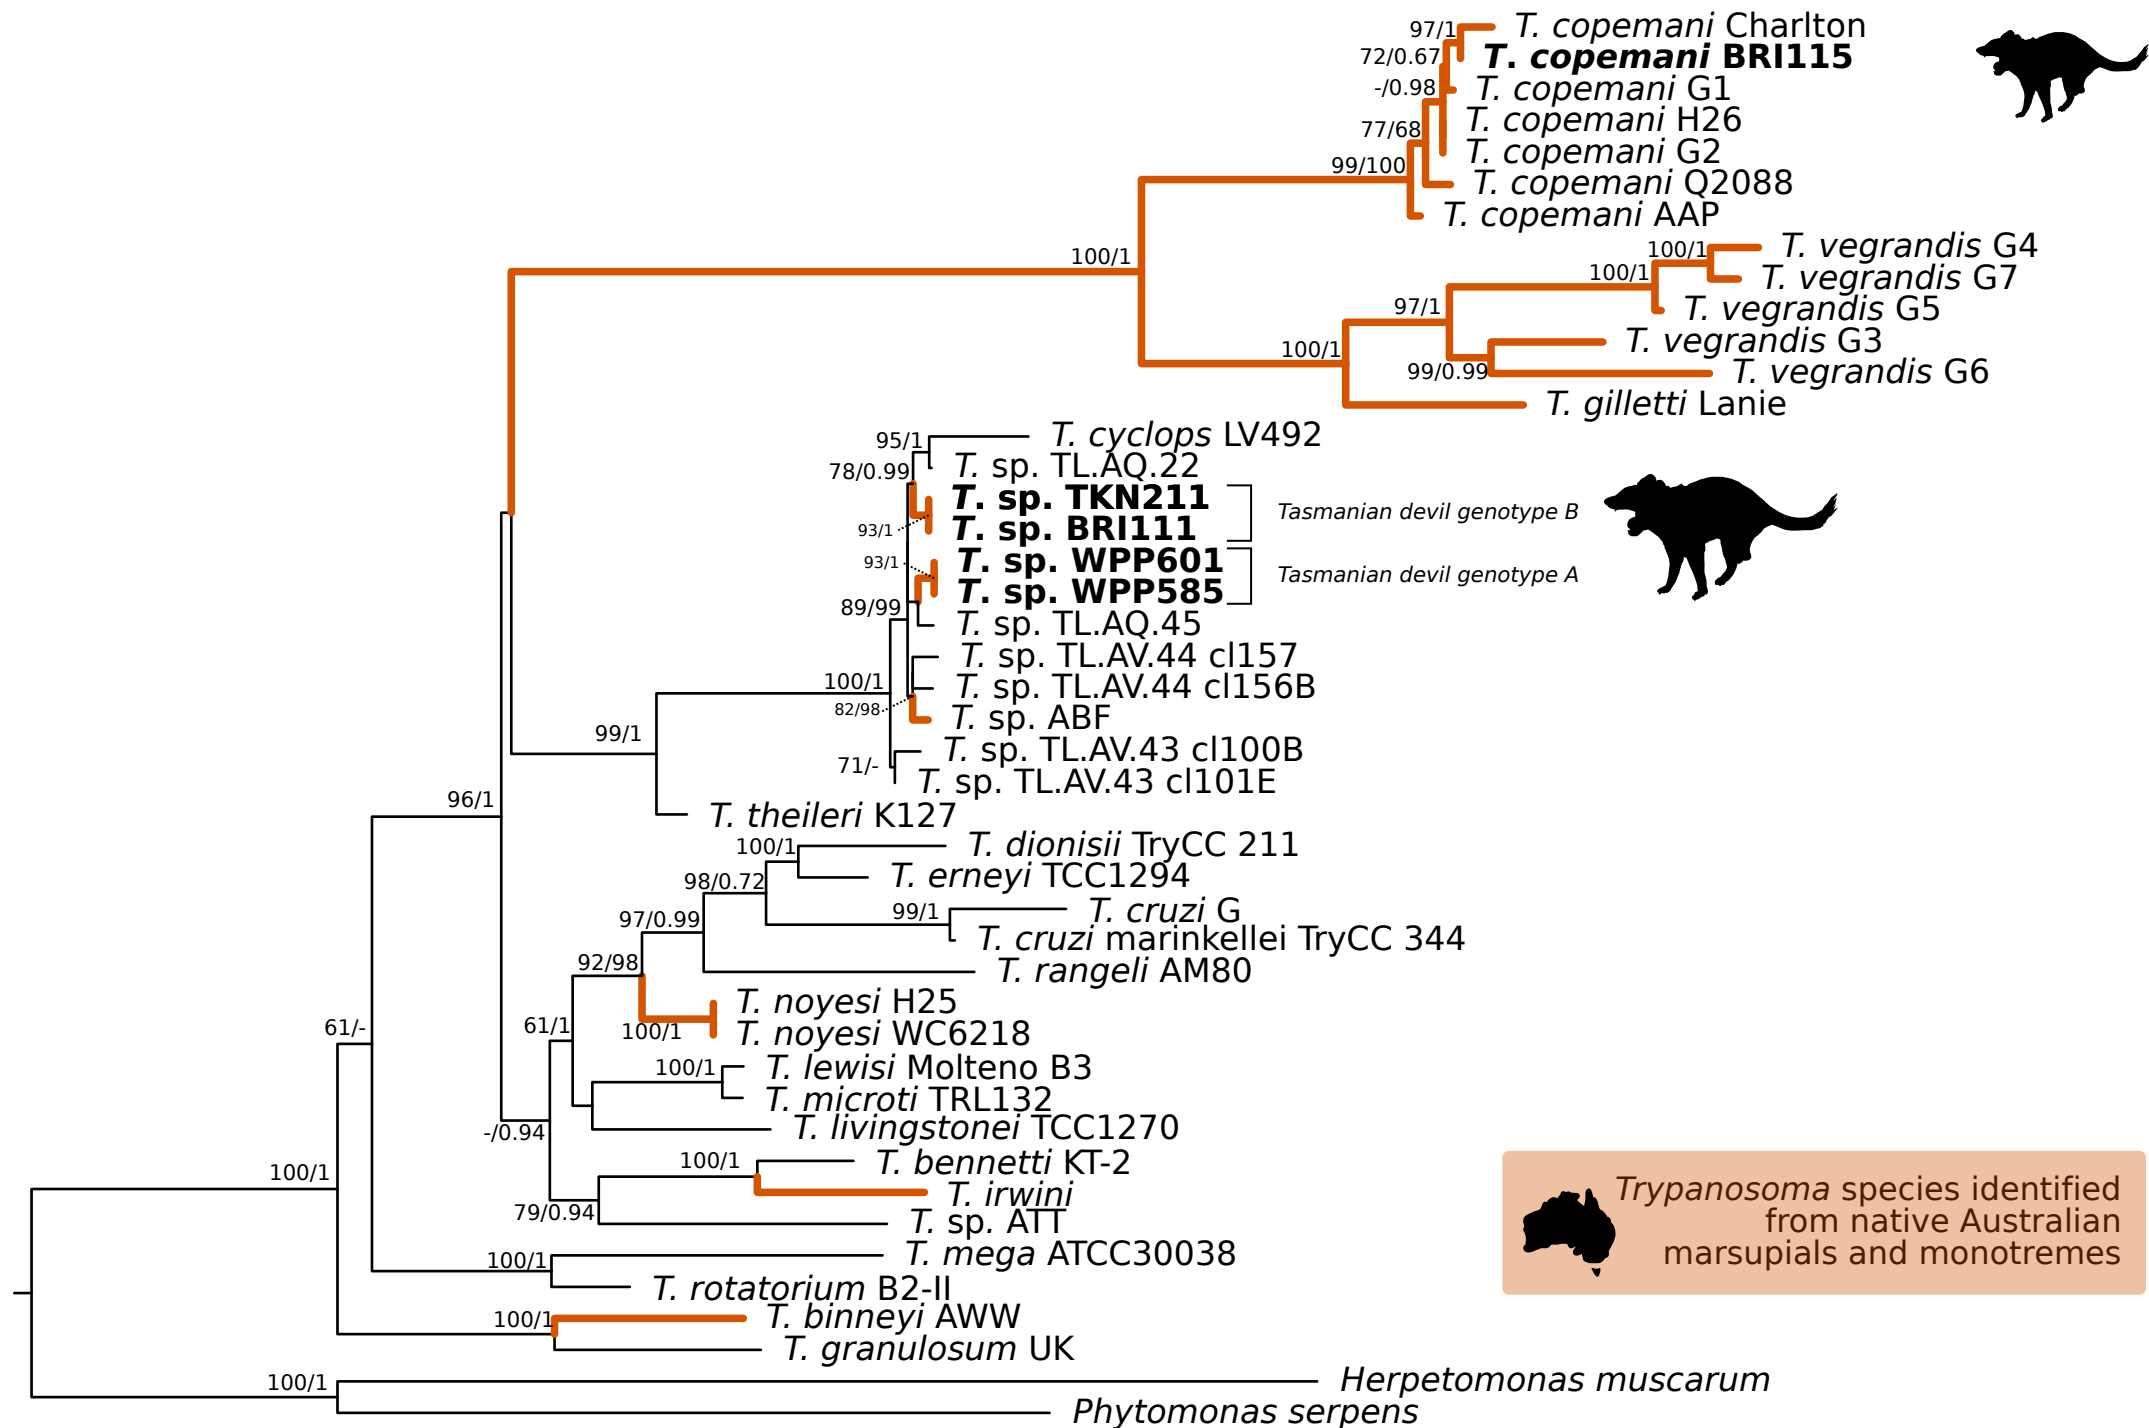 97/1
T. copemani Charlton
72/0.67
T. copemani BRI115
-/0.98
T. copemani G1
T. copemani H26
77/68
T. copemani G2
99/100
T. copemani Q2088
T. copemani AAP
100/1
100/1
T. vegrandis G4
100/1
T. vegrandis G7
97/1
T. vegrandis G5
100/1
T. vegrandis G3
99/0.99
T. vegrandis G6
T. gilletti Lanie
95/1
T. cyclops LV492
78/0.99
T. sp. TL.AQ.22
T. sp. TKN211
Tasmanian devil genotype B
93/1
T. sp. BRI111
93/1
T. sp. WPP601
Tasmanian devil genotype A
T. sp. WPP585
89/99
T. sp. TL.AQ.45
T. sp. TL.AV.44 cl157
100/1
T. sp. TL.AV.44 cl156B
82/98
T. sp. ABF
99/1
T. sp. TL.AV.43 cl100B
71/-
T. sp. TL.AV.43 cl101E
96/1
T. theileri K127
100/1
T. dionisii TryCC 211
98/0.72
T. erneyi TCC1294
97/0.99
99/1
T. cruzi G
T. cruzi marinkellei TryCC 344
92/98
T. rangeli AM80
T. noyesi H25
61/-
61/1
100/1
T. noyesi WC6218
100/1
T. lewisi Molteno B3
T. microti TRL132
-/0.94
T. livingstonei TCC1270
100/1
100/1
T. bennetti KT-2
T. irwini
79/0.94
T. sp. ATT
100/1
T. mega ATCC30038
T. rotatorium B2-II
100/1
T. binneyi AWW
T. granulosum UK
100/1
Herpetomonas muscarum
Phytomonas serpens
Trypanosoma species identified
from native Australian
marsupials and monotremes